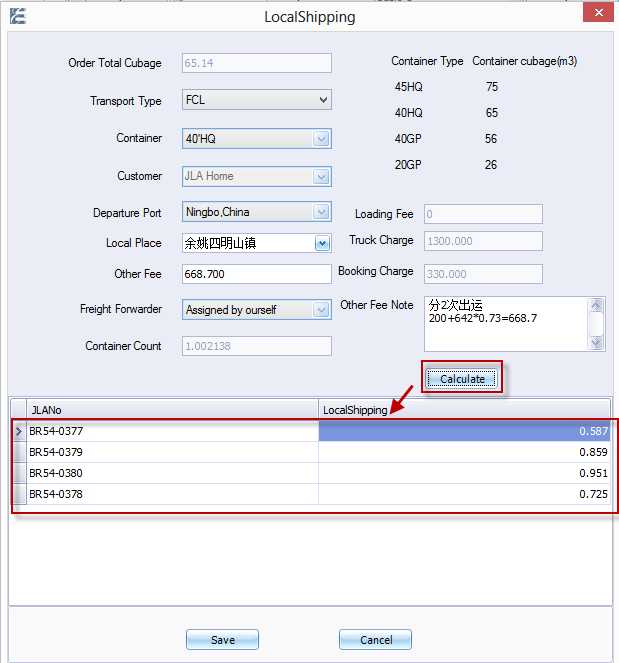 LocalShipping
Order Total Cubage 65.14
Transport Type FCL
Container 40'HQ
Customer JLA Home
Departure Port Ningbo,China
Local Place 余姚四明山镇
Other Fee 668.700
Freight Forwarder Assigned by ourself
Container Count 1.002138
Container Type Container cubage(m3)
45HQ 75
40HQ 65
40GP 56
20GP 26
Loading Fee 0
Truck Charge 1300.000
Booking Charge 330.000
Other Fee Note 分2次出运
200+642*0.73=668.7
Calculate
JLANo LocalShipping
BR54-0377 0.587
BR54-0379 0.859
BR54-0380 0.951
BR54-0378 0.725
Save Cancel